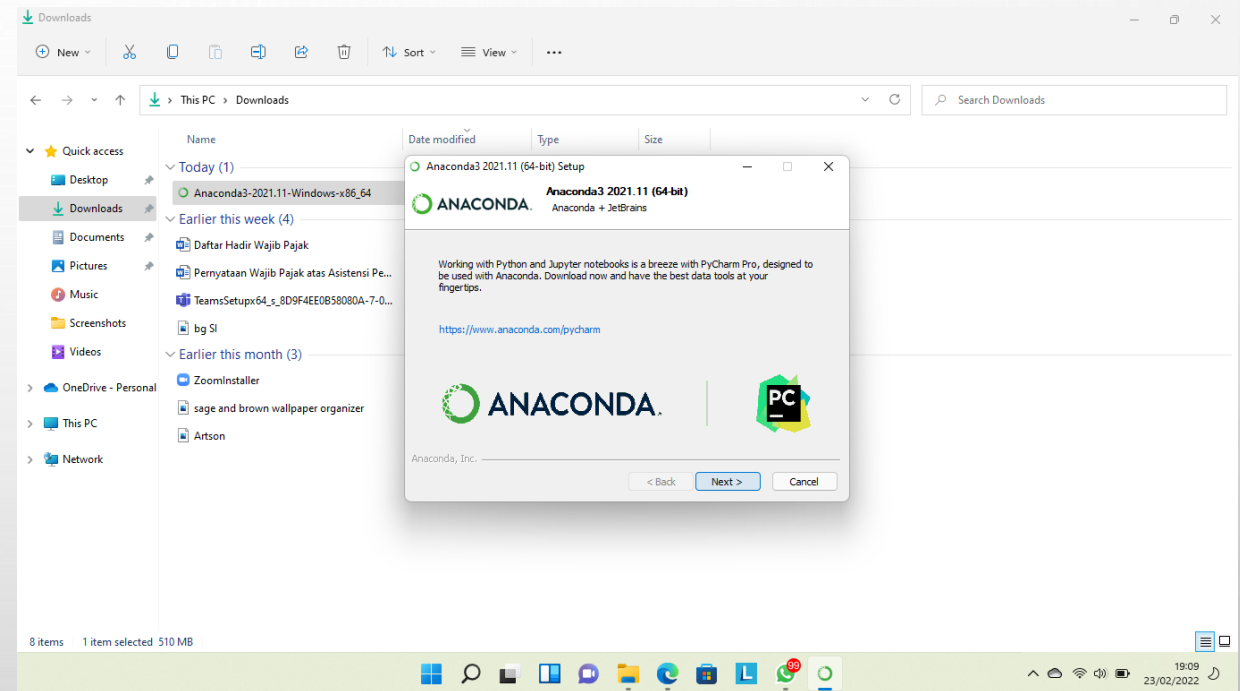 Downloads
New
Sort
View
This PC > Downloads
Search Downloads
Name
Date modified
Type
Size
Quick access
Desktop
Downloads
Documents
Pictures
Music
Screenshots
Videos
OneDrive - Personal
This PC
Network
Today (1)
Anaconda3-2021.11-Windows-x86_64
Earlier this week (4)
Daftar Hadir Wajib Pajak
Pernyataan Wajib Pajak atas Asistensi Pe...
TeamsSetupx64_s_8D9F4EE0B58080A-7-0...
bg SI
Earlier this month (3)
ZoomInstaller
sage and brown wallpaper organizer
Artson
Anaconda3 2021.11 (64-bit) Setup
ANACONDA.
Anaconda3 2021.11 (64-bit)
Anaconda + JetBrains
Working with Python and Jupyter notebooks is a breeze with PyCharm Pro, designed to
be used with Anaconda. Download now and have the best data tools at your
fingertips.
https://www.anaconda.com/pycharm
ANACONDA.
PC
Anaconda, Inc.
< Back
Next >
Cancel
8 items
1 item selected 510 MB
L
99
19:09
23/02/2022